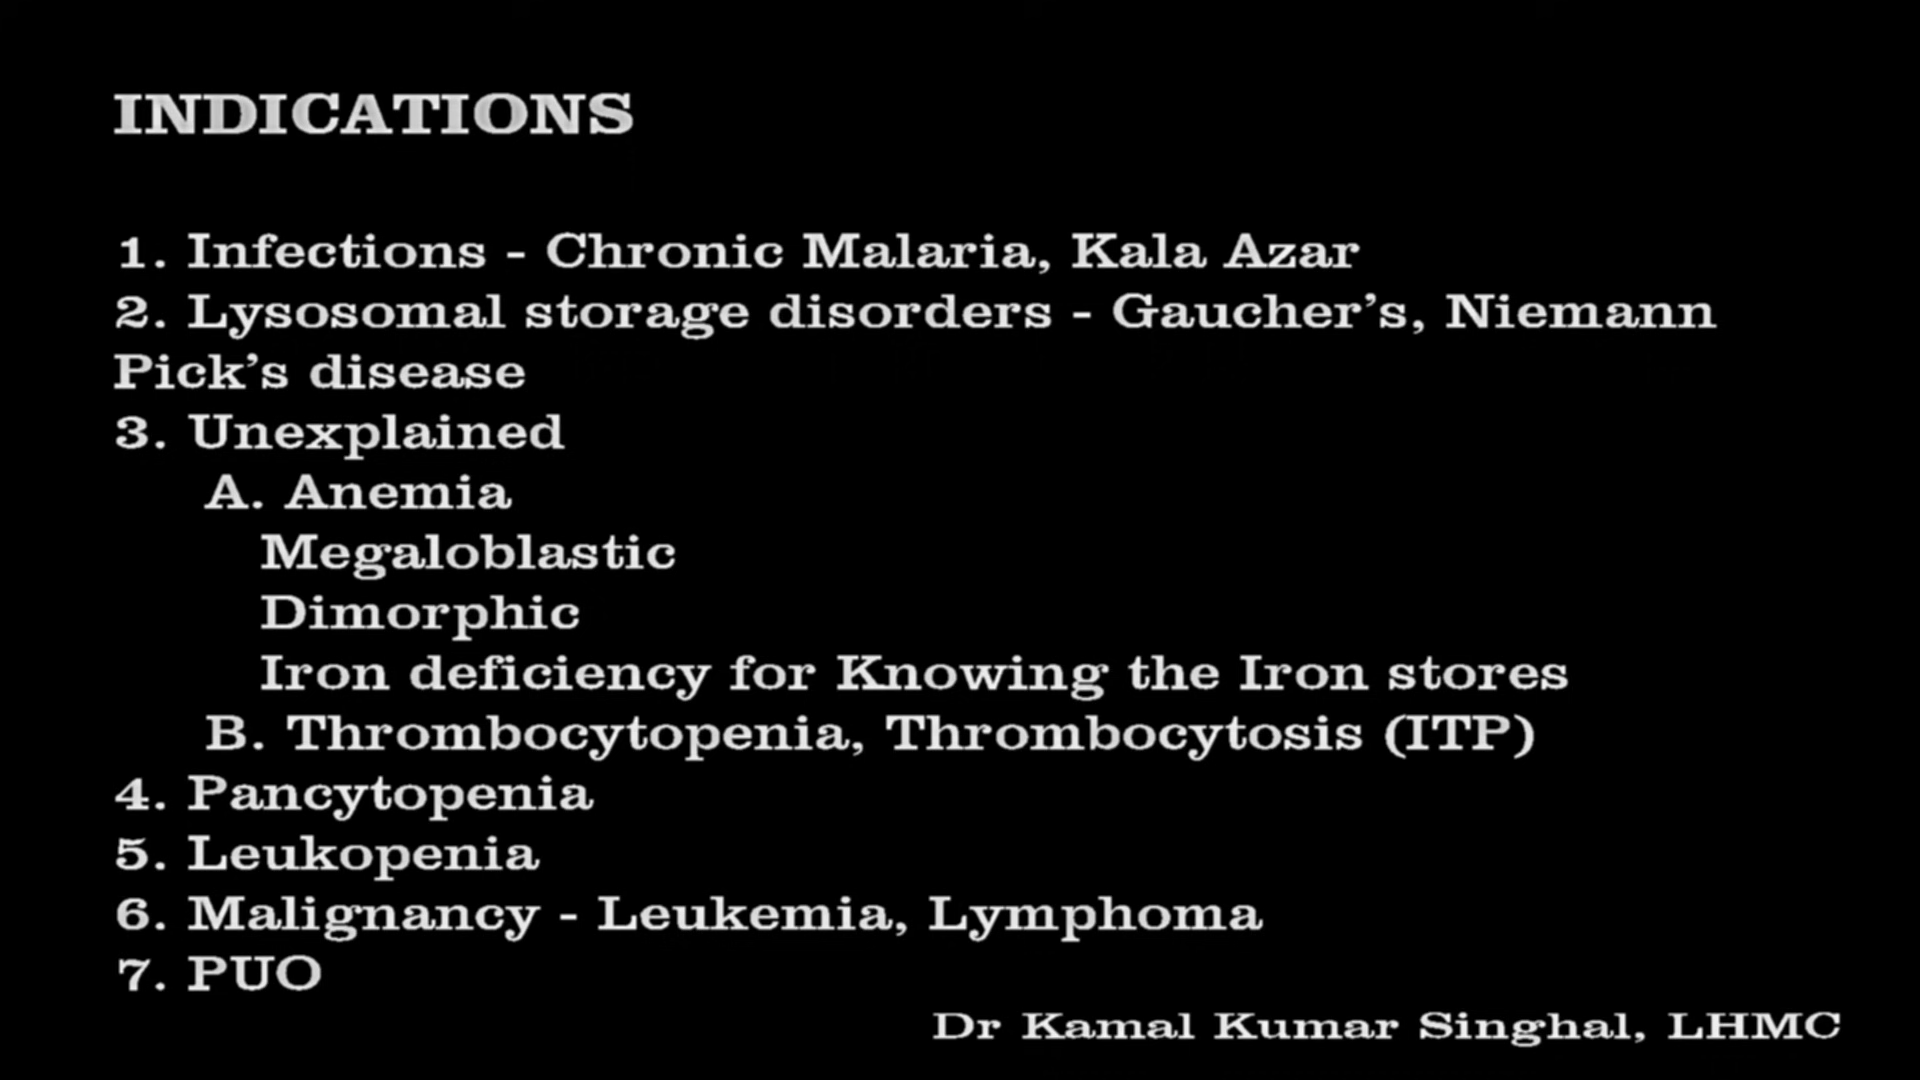 INDICATIONS
1. Infections - Chronic Malaria, Kala Azar
2. Lysosomal storage disorders - Gaucher’s, Niemann
Pick’s disease
3. Unexplained
A. Anemia
Megaloblastic
Dimorphic
Iron deficiency for Knowing the Iron stores
B. Thrombocytopenia, Thrombocytosis (ITP)
4. Pancytopenia
5. Leukopenia
6. Malignancy - Leukemia, Lymphoma
7. PUO
Dr Kamal Kumar Singhal, LHMC